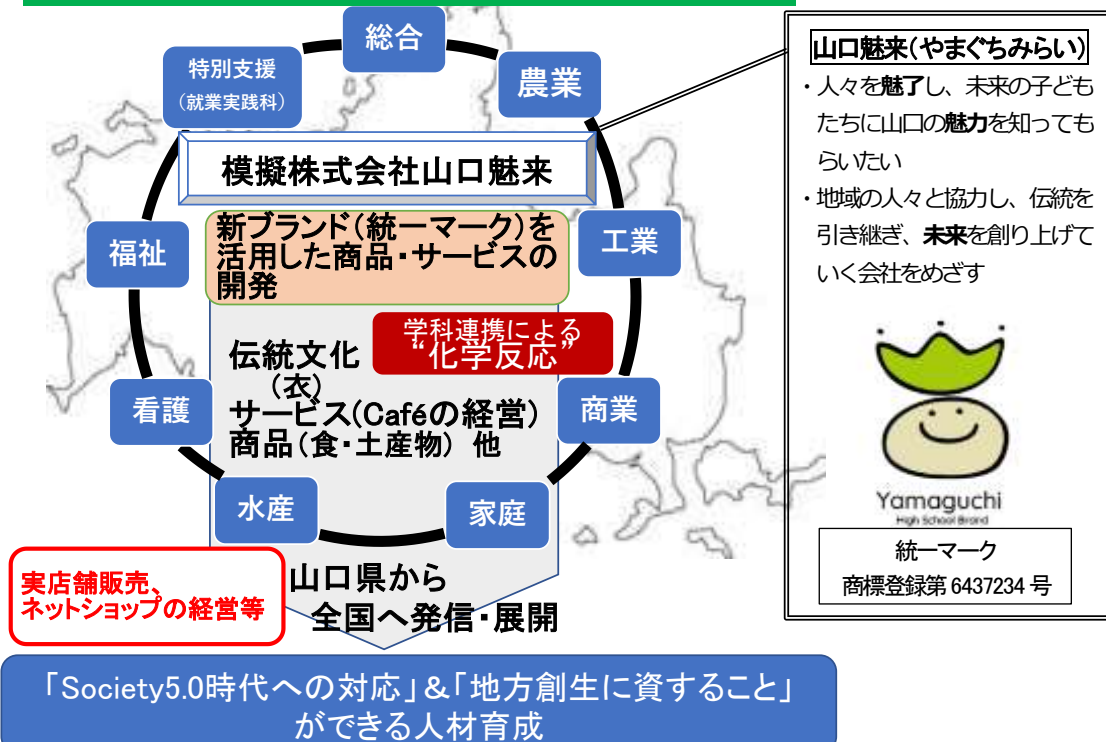 総合
特別支援
（就業実践科）
農業
模擬株式会社山口魅来
新ブランド（統一マーク）を
活用した商品・サービスの
開発
福祉
工業
学科連携による
“化学反応”
伝統文化
（衣）
サービス(Caféの経営)
商品（食・土産物） 他
看護
商業
水産
家庭
実店舗販売、
ネットショップの経営等
山口県から
全国へ発信・展開
「Society5.0時代への対応」＆「地方創生に資すること」
ができる人材育成
山口魅来（やまぐちみらい）
・人々を魅了し、未来の子ども
たちに山口の魅力を知っても
らいたい
・地域の人々と協力し、伝統を
引き継ぎ、未来を創り上げて
いく会社をめざす
Yamaguchi
High School Brand
統一マーク
商標登録第 6437234 号